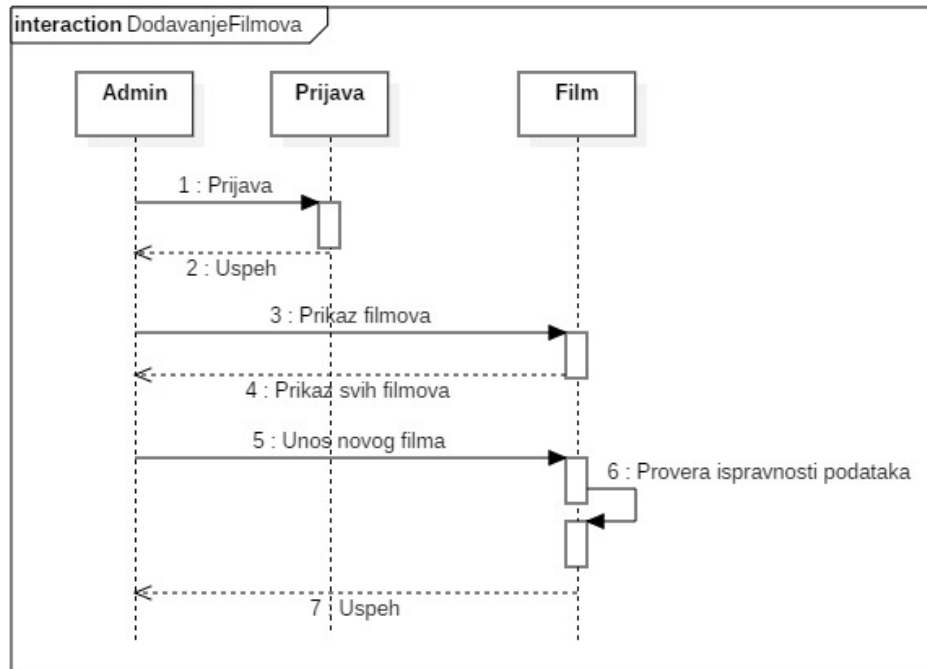 interaction DodavanjeFilmova
Admin
Prijava
Film
1 : Prijava
2 : Uspeh
3 : Prikaz filmova
4 : Prikaz svih filmova
5 : Unos novog filma
6 : Provera ispravnosti podataka
7 : Uspeh